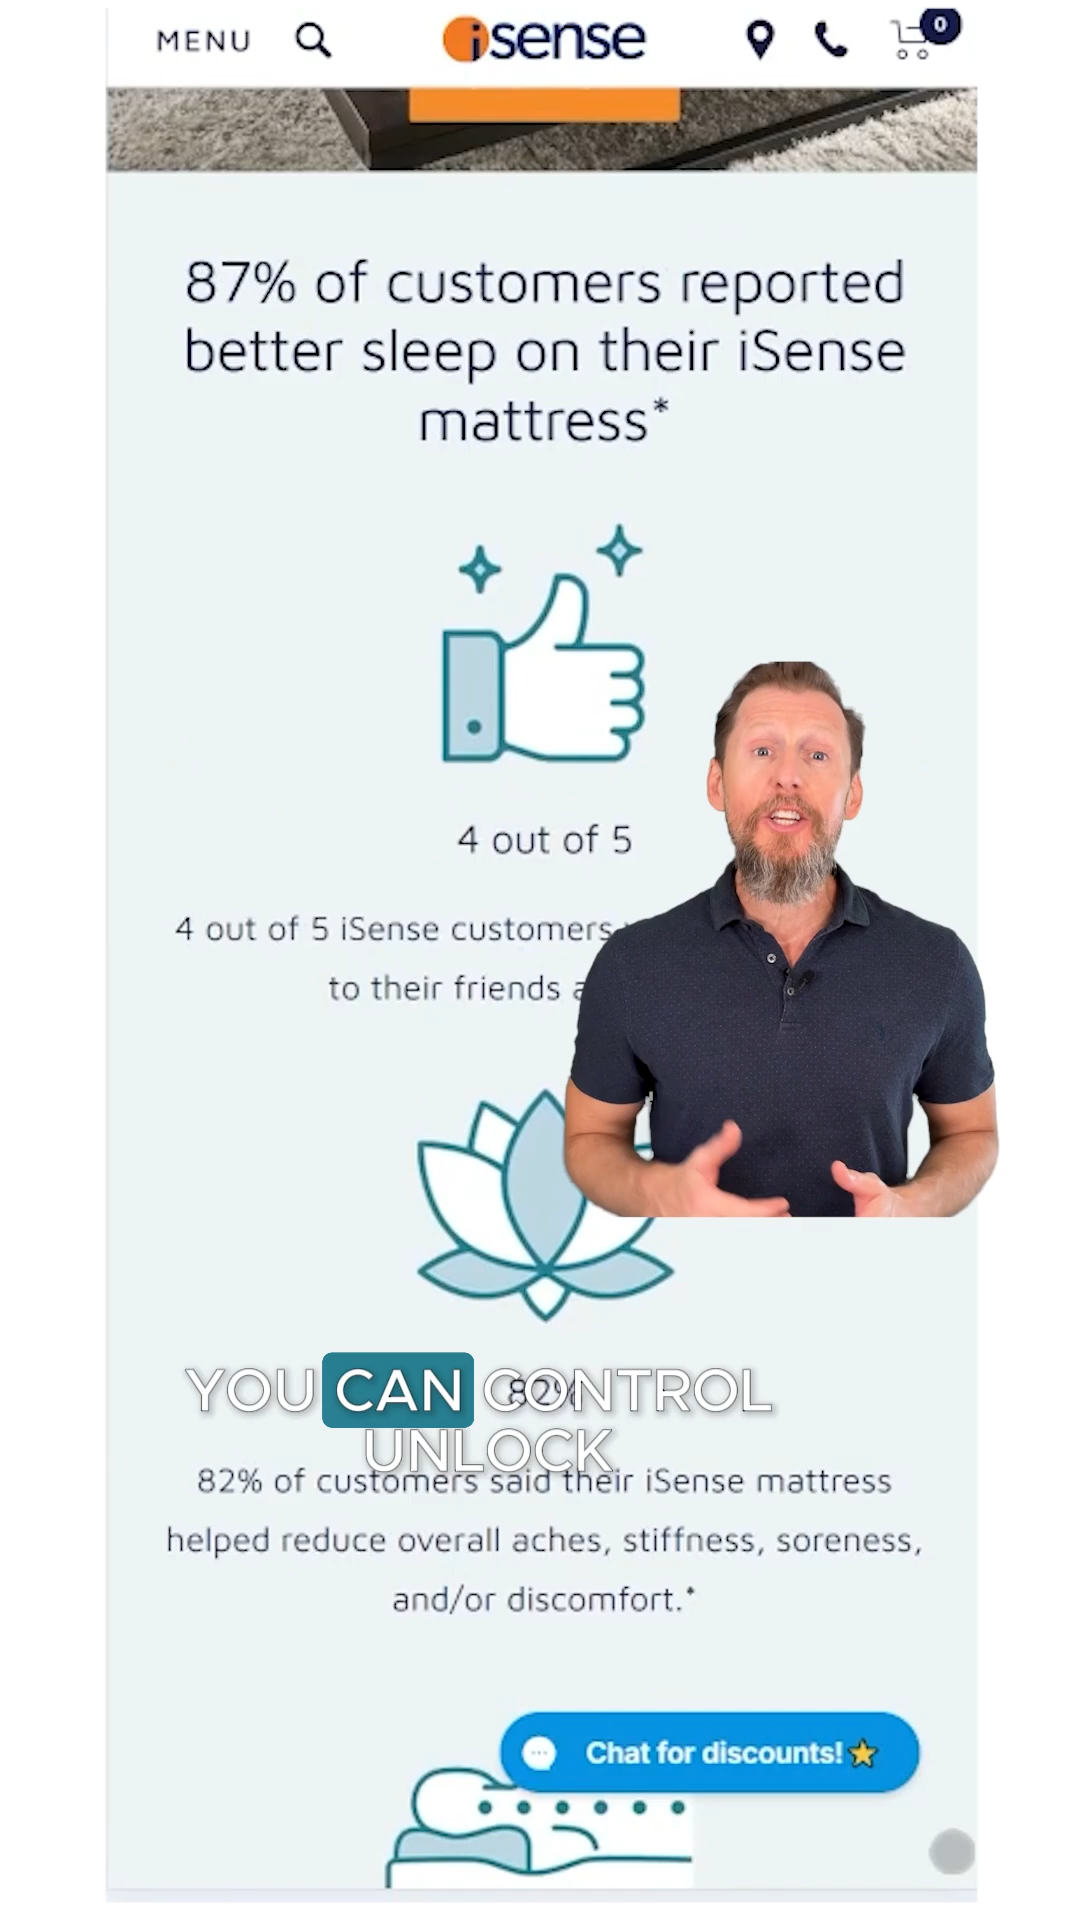 MENU
isense
0
87% of customers reported
better sleep on their iSense
mattress*
4 out of 5
4 out of 5 iSense customers
to their friends
YOU CAN CONTROL
UNLOCK
82%
82% of customers said their iSense mattress
helped reduce overall aches, stiffness, soreness,
and/or discomfort.*
Chat for discounts!